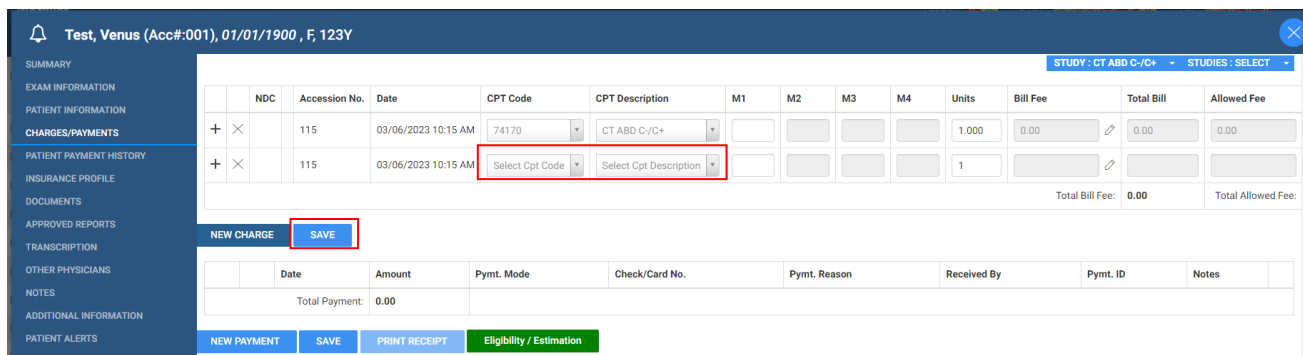 Test, Venus (Acc#:001), 01/01/1900 , F, 123Y
SUMMARY
EXAM INFORMATION
PATIENT INFORMATION
CHARGES/PAYMENTS
PATIENT PAYMENT HISTORY
INSURANCE PROFILE
DOCUMENTS
APPROVED REPORTS
TRANSCRIPTION
OTHER PHYSICIANS
NOTES
ADDITIONAL INFORMATION
PATIENT ALERTS
STUDY : CT ABD C-/C+ STUDIES : SELECT
NDC Accession No. Date CPT Code CPT Description M1 M2 M3 M4 Units Bill Fee Total Bill Allowed Fee
115 03/06/2023 10:15 AM 74170 CT ABD C-/C+ 1.000 0.00 0.00 0.00
115 03/06/2023 10:15 AM Select Cpt Code Select Cpt Description 1
Total Bill Fee: 0.00 Total Allowed Fee:
NEW CHARGE SAVE
Date Amount Pymt. Mode Check/Card No. Pymt. Reason Received By Pymt. ID Notes
Total Payment: 0.00
NEW PAYMENT SAVE PRINT RECEIPT Eligibility / Estimation